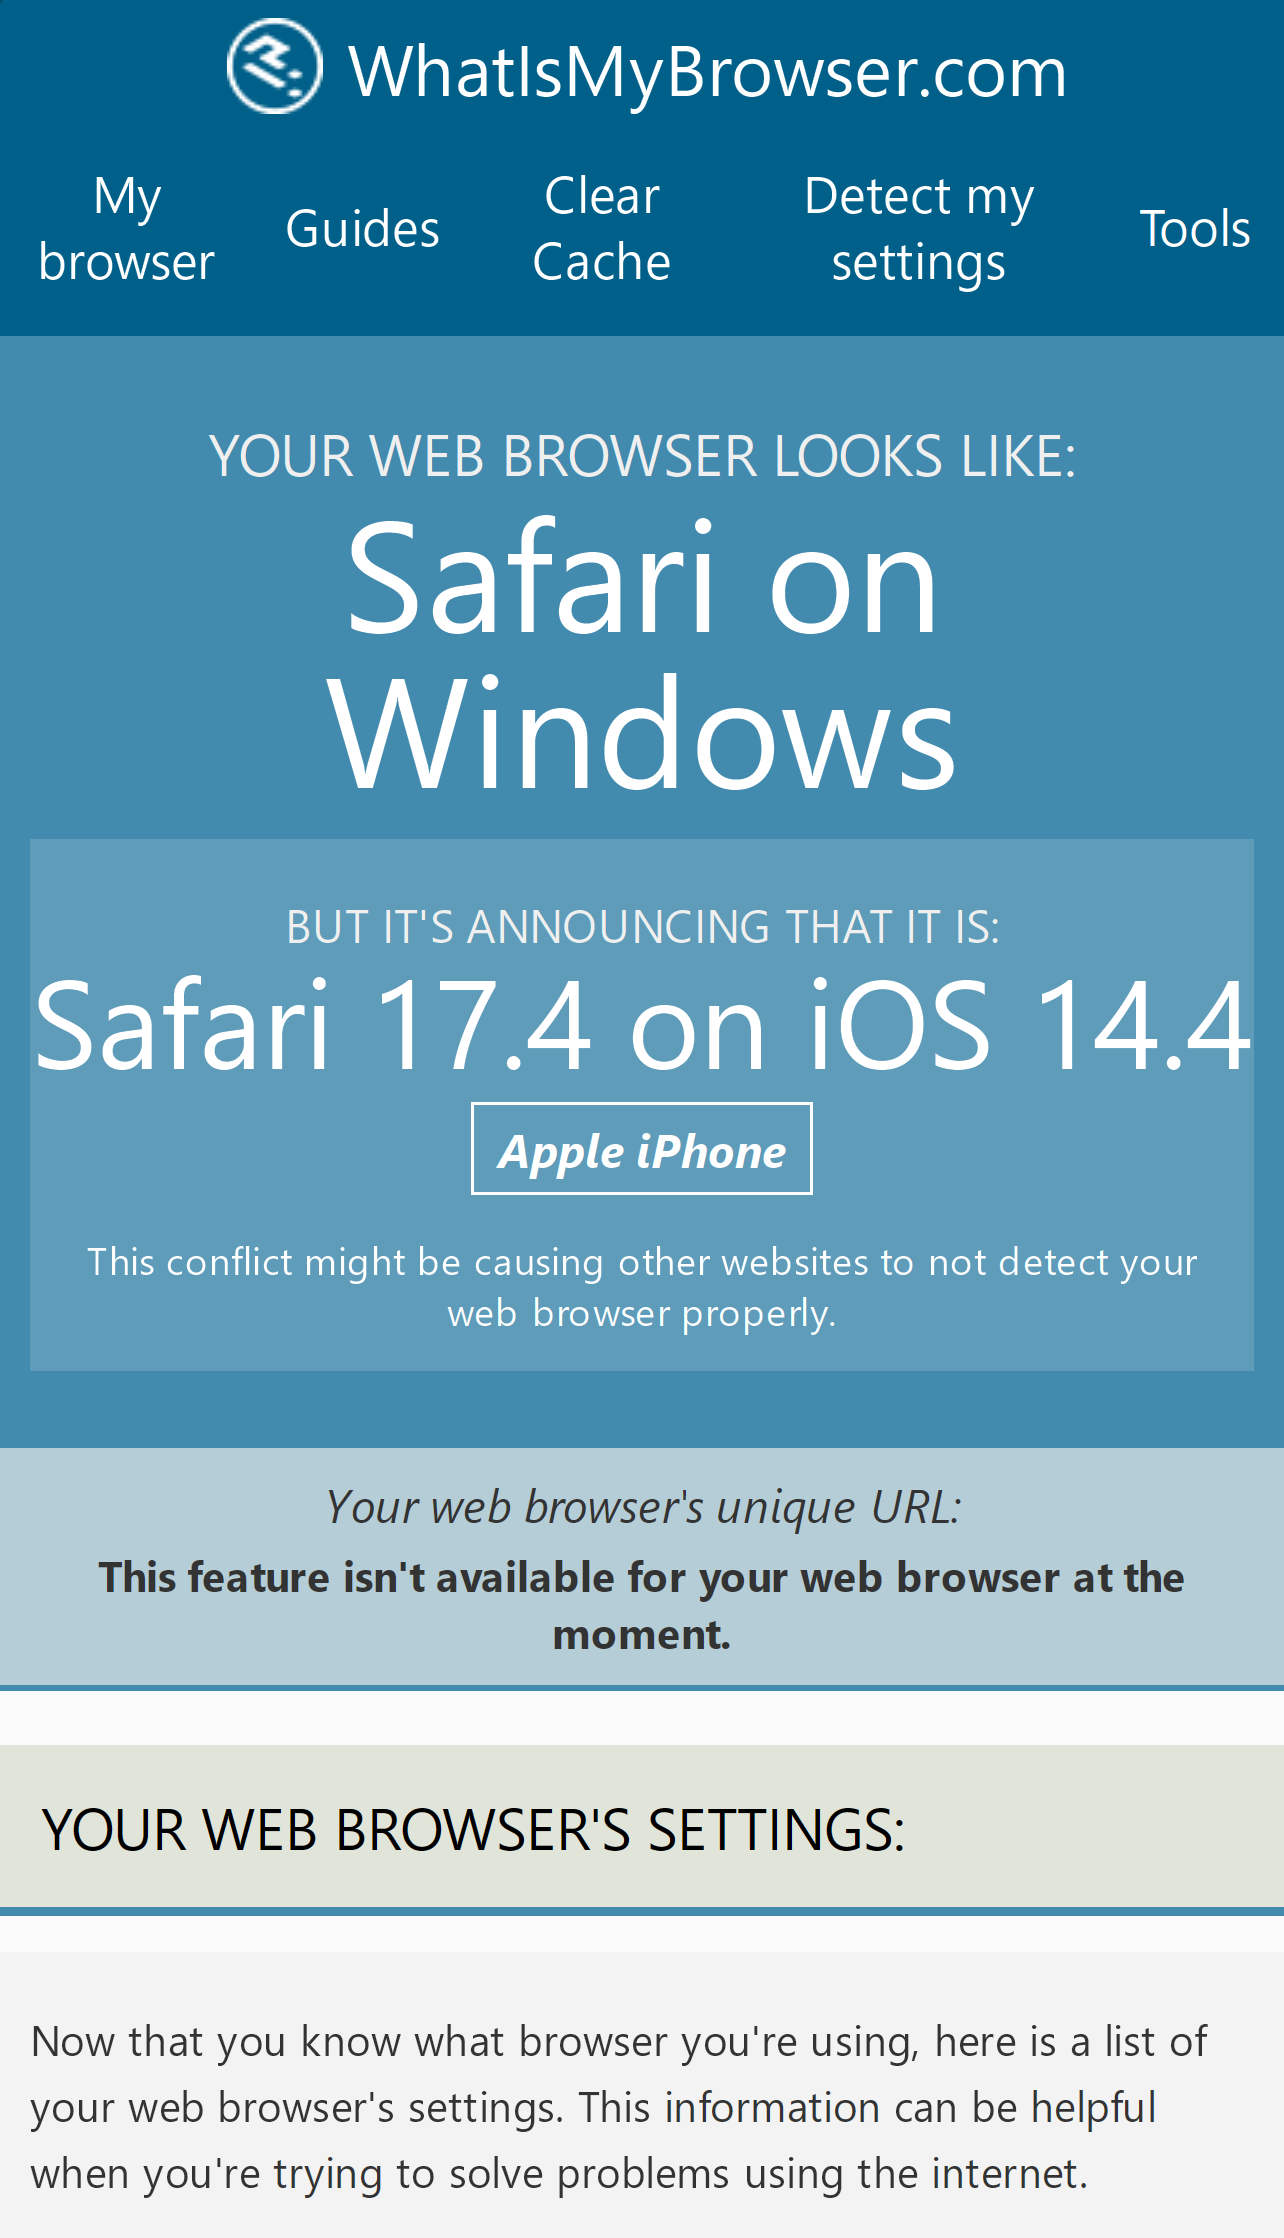 WhatIsMyBrowser.com
My browser
Guides
Clear Cache
Detect my settings
Tools
YOUR WEB BROWSER LOOKS LIKE:
Safari on
Windows
BUT IT'S ANNOUNCING THAT IT IS:
Safari 17.4 on iOS 14.4
Apple iPhone
This conflict might be causing other websites to not detect your
web browser properly.
Your web browser's unique URL:
This feature isn't available for your web browser at the
moment.
YOUR WEB BROWSER'S SETTINGS:
Now that you know what browser you're using, here is a list of
your web browser's settings. This information can be helpful
when you're trying to solve problems using the internet.